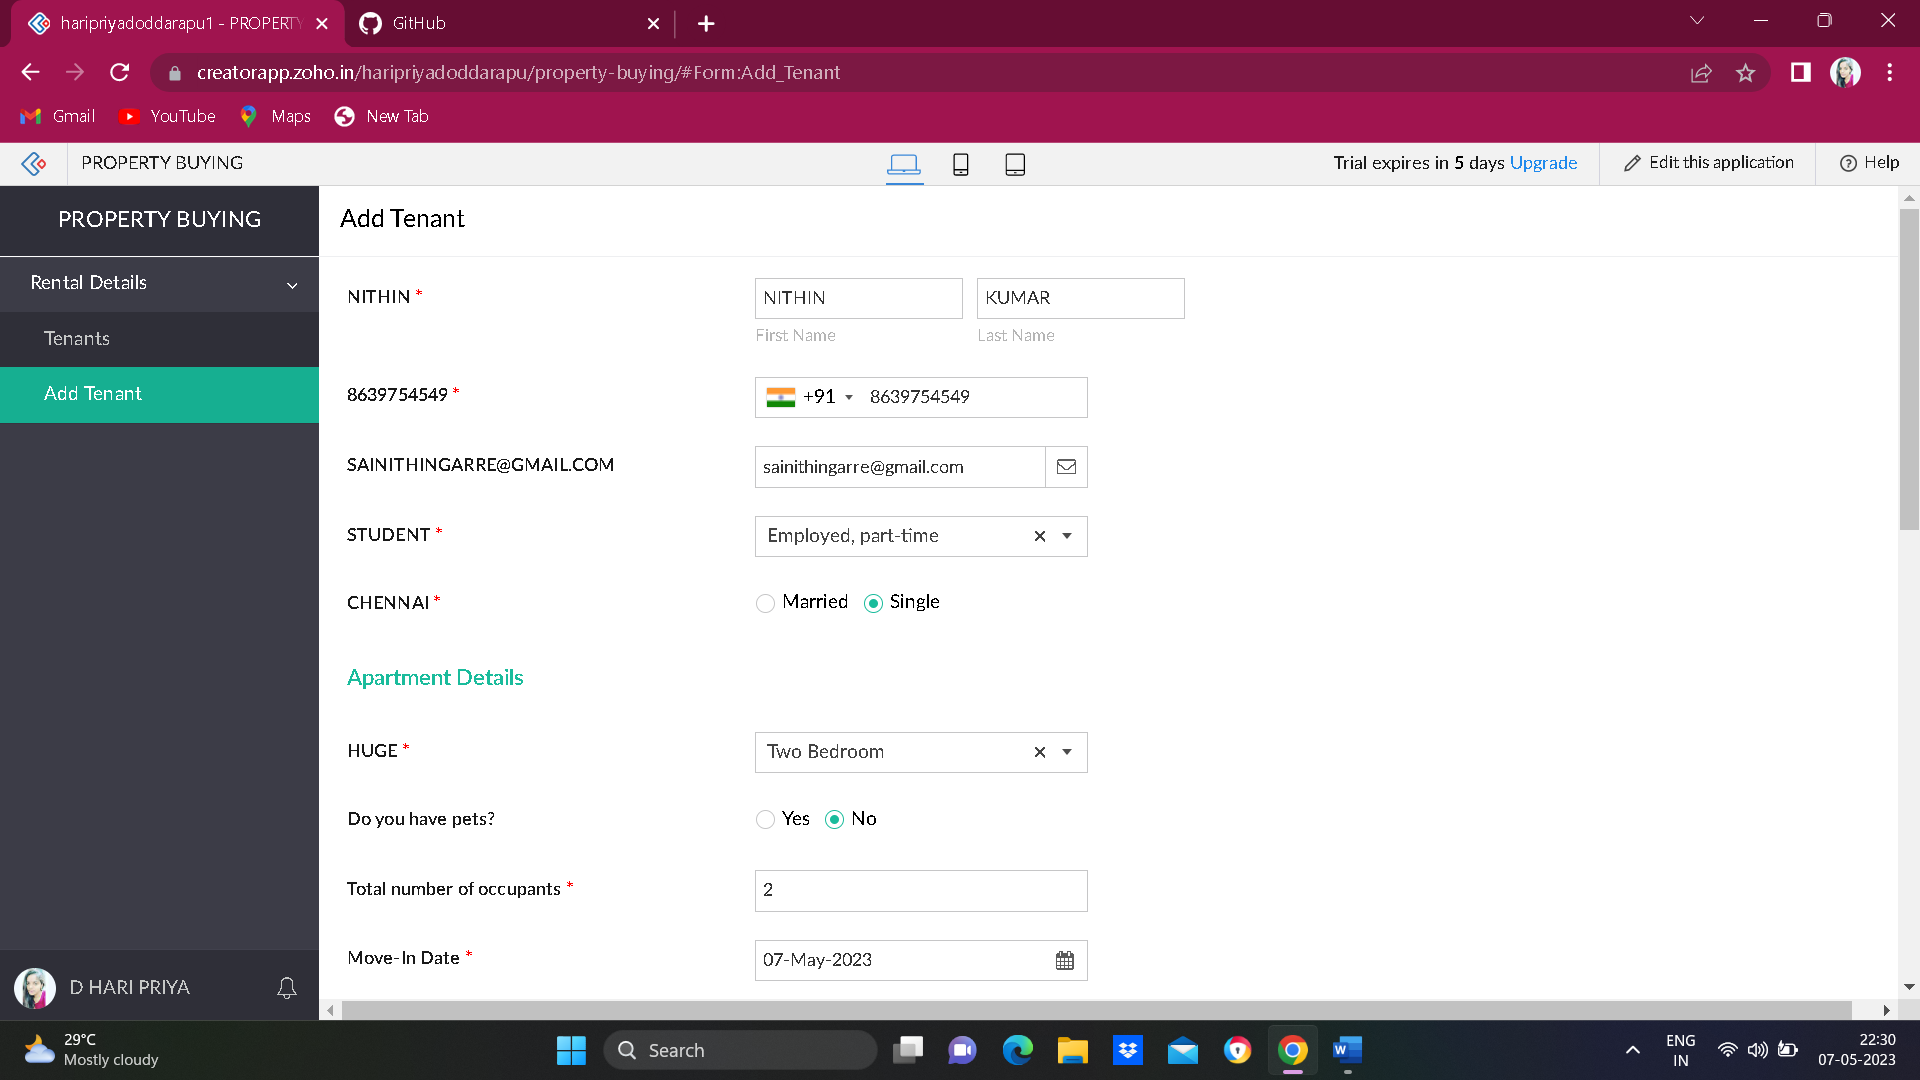 haripriyadoddarapu1 - PROPERTY
GitHub
creatorapp.zoho.in/haripriyadoddarapu/property-buying/#Form:Add_Tenant
Gmail
YouTube
Maps
New Tab
PROPERTY BUYING
Trial expires in 5 days Upgrade
Edit this application
Help
PROPERTY BUYING
Rental Details
Tenants
Add Tenant
D HARI PRIYA
Add Tenant
NITHIN *
NITHIN
KUMAR
First Name
Last Name
8639754549 *
+91
8639754549
SAINITHINGARRE@GMAIL.COM
sainithingarre@gmail.com
STUDENT *
Employed, part-time
CHENNAI *
Married
Single
Apartment Details
HUGE *
Two Bedroom
Do you have pets?
Yes
No
Total number of occupants *
2
Move-In Date *
07-May-2023
29°C
Mostly cloudy
Search
ENG
IN
22:30
07-05-2023